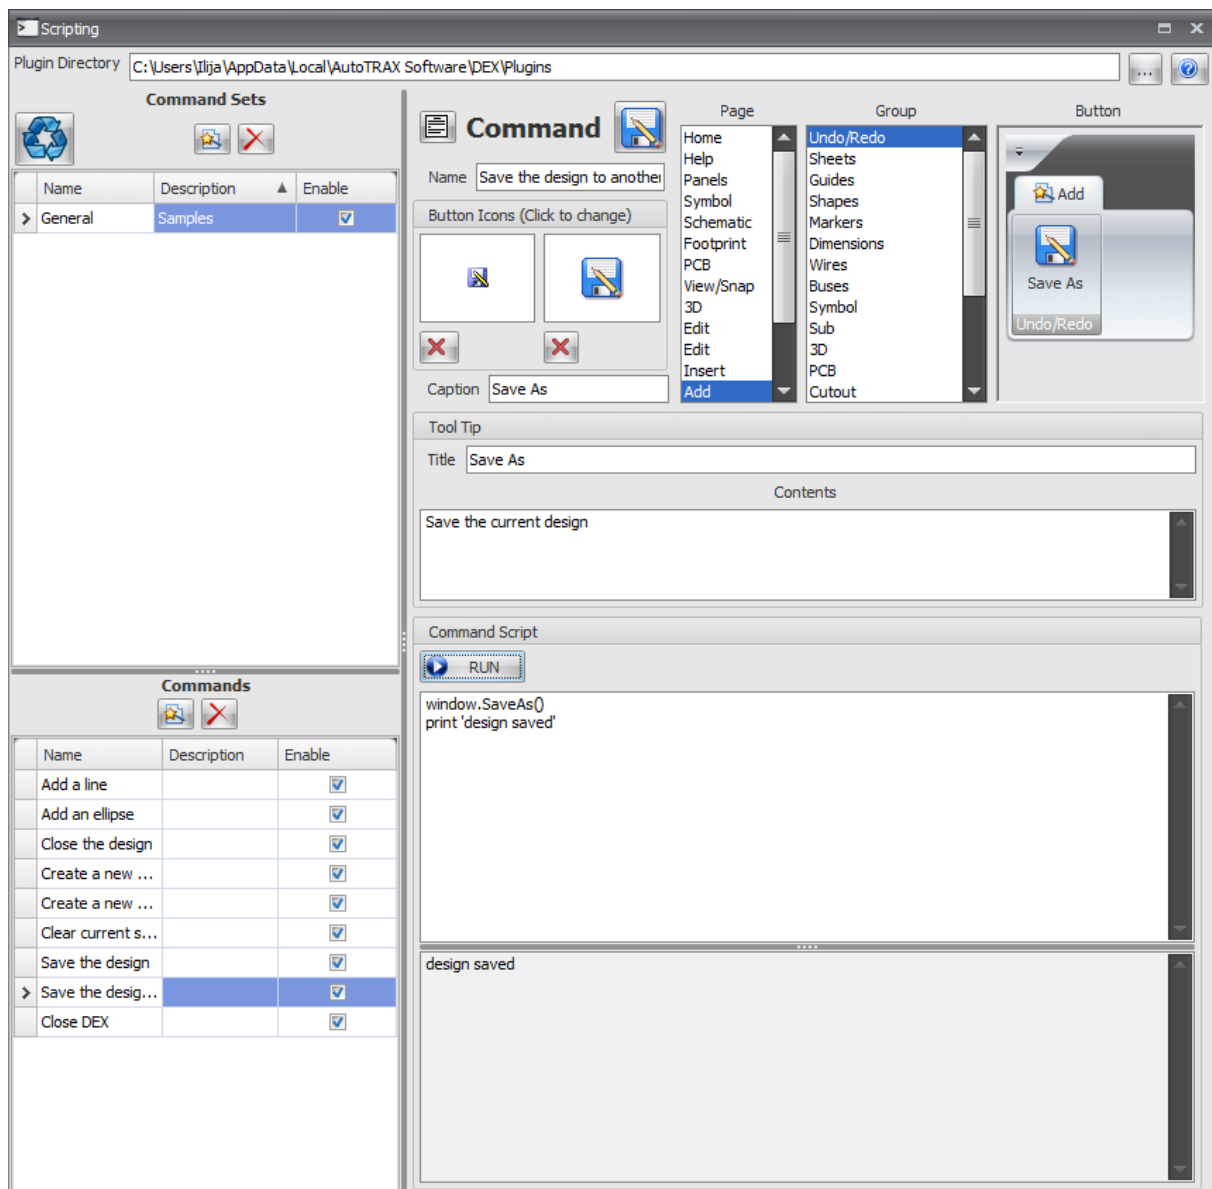 Scripting
Plugin Directory C:\Users\Ilija\AppData\Local\AutoTRAX Software\DEX\Plugins ...
Command Sets
Name Description Enable
General Samples
Commands
Name Description Enable
Add a line
Add an ellipse
Close the design
Create a new ...
Create a new ...
Clear current s...
Save the design
Save the desig...
Close DEX
Command
Name Save the design to another
Button Icons (Click to change)
Caption Save As
Page
Home
Help
Panels
Symbol
Schematic
Footprint
PCB
View/Snap
3D
Edit
Edit
Insert
Add
Group
Undo/Redo
Sheets
Guides
Shapes
Markers
Dimensions
Wires
Buses
Symbol
Sub
3D
PCB
Cutout
Button
Add
Save As
Undo/Redo
Tool Tip
Title Save As
Contents
Save the current design
Command Script
RUN
window.SaveAs()
print 'design saved'
design saved